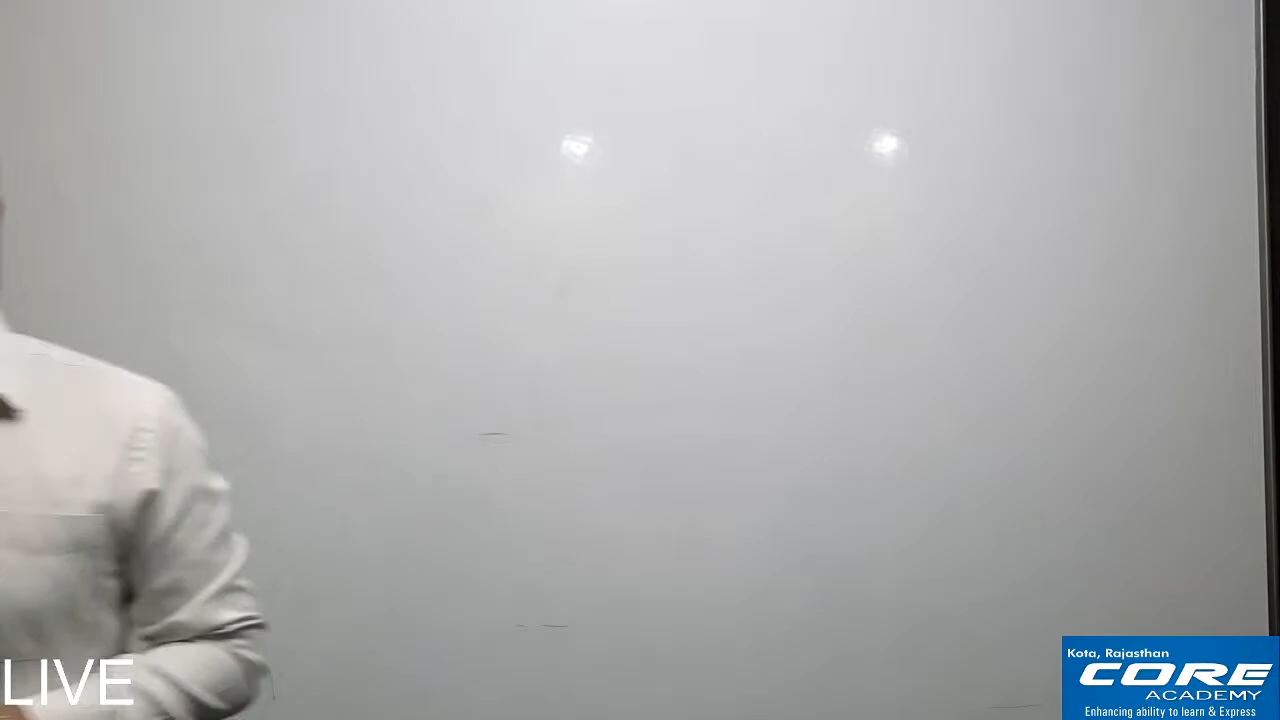 LIVE
Kota, Rajasthan
CORE
ACADEMY
Enhancing ability to learn & Express